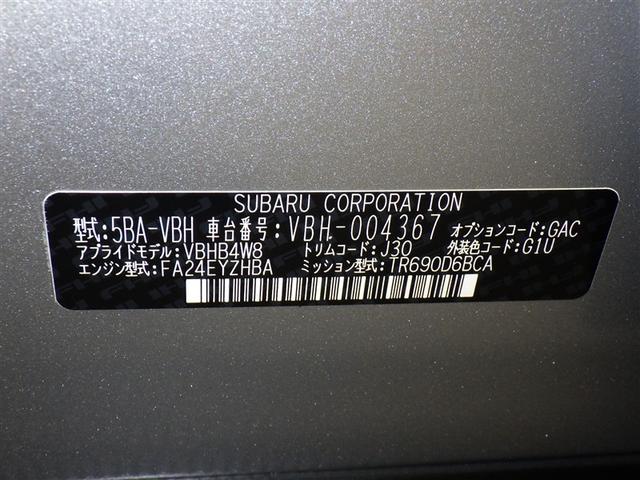 SUBARU CORPORATION
型式:5BA-VBH 車台番号:VBH-004367 オプションコード:GAC
アプライドモデル:VBHB4W8 トリムコード:J30 外装色コード:G1U
エンジン型式:FA24EYZHBA ミッション型式:TR690D6BCA